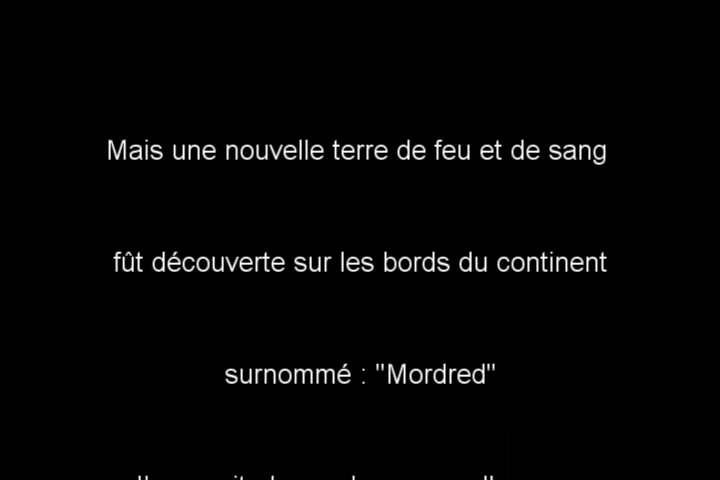 Mais une nouvelle terre de feu et de sang
fût découverte sur les bords du continent
surnommé : "Mordred"